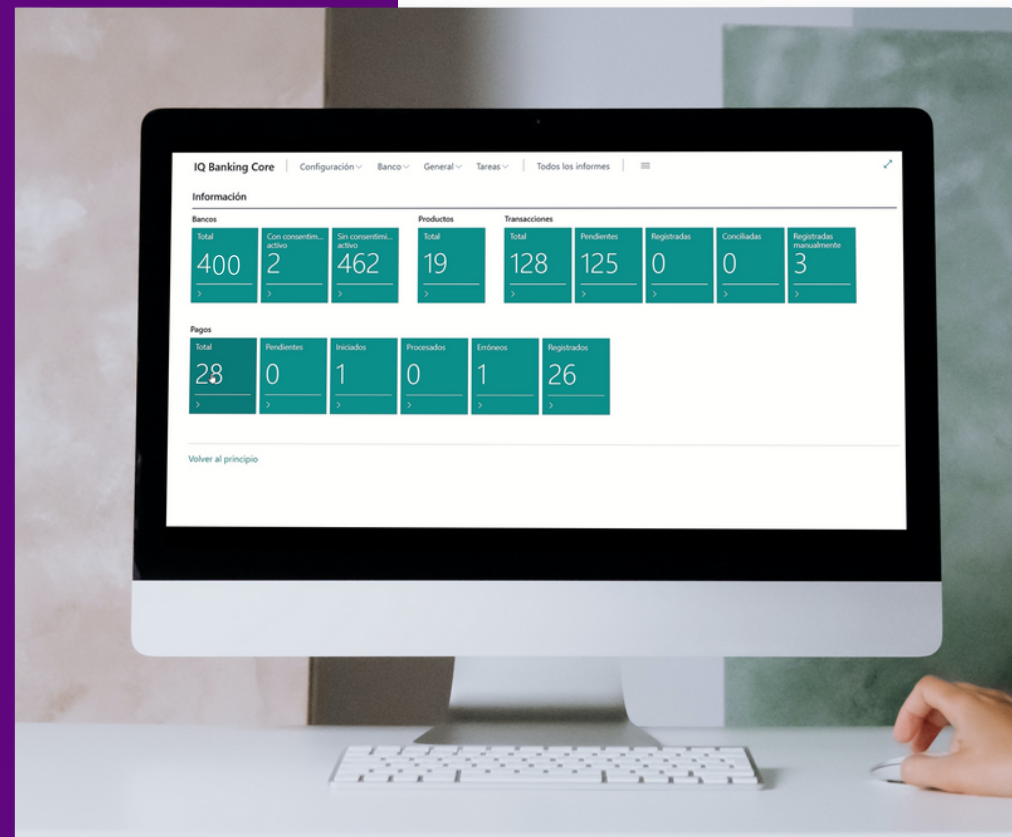 IQ Banking Core Configuración Banco General Tareas Todos los informes
Información
Bancos Productos Transacciones
Total Con consentim... activo Sin consentimi... activo Total Total Pendientes Registradas Conciliadas Registradas manualmente
400 2 462 19 128 125 0 0 3
Pagos
Total Pendientes Iniciados Procesados Erróneos Registrados
28 0 1 0 1 26
Volver al principio